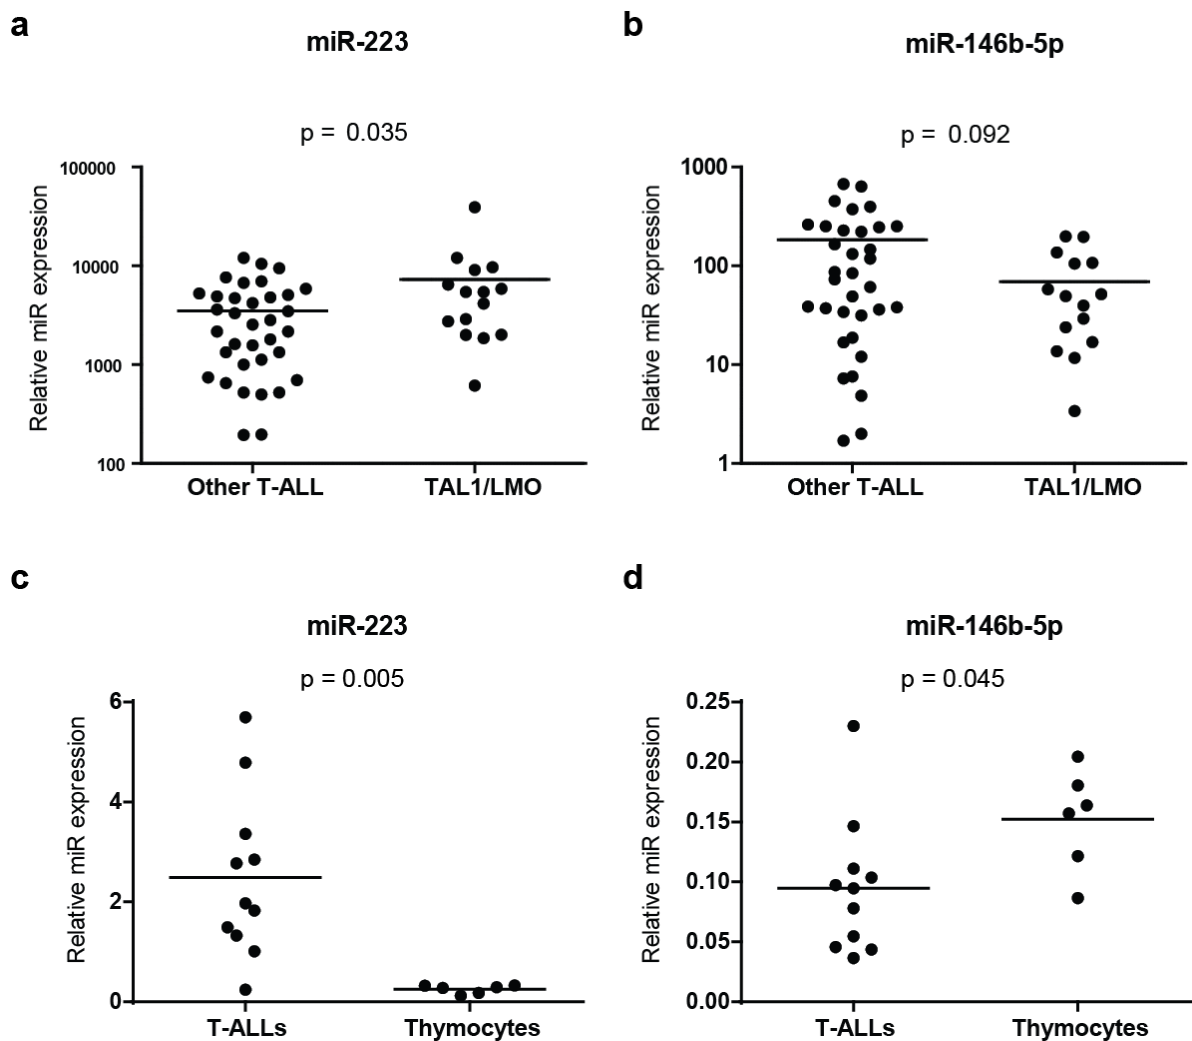 a
miR-223
p = 0.035
Relative miR expression
100000
10000
1000
100
Other T-ALL
TAL1/LMO
b
miR-146b-5p
p = 0.092
Relative miR expression
1000
100
10
1
Other T-ALL
TAL1/LMO
c
miR-223
p = 0.005
Relative miR expression
6
4
2
0
T-ALLs
Thymocytes
d
miR-146b-5p
p = 0.045
Relative miR expression
0.25
0.20
0.15
0.10
0.05
0.00
T-ALLs
Thymocytes